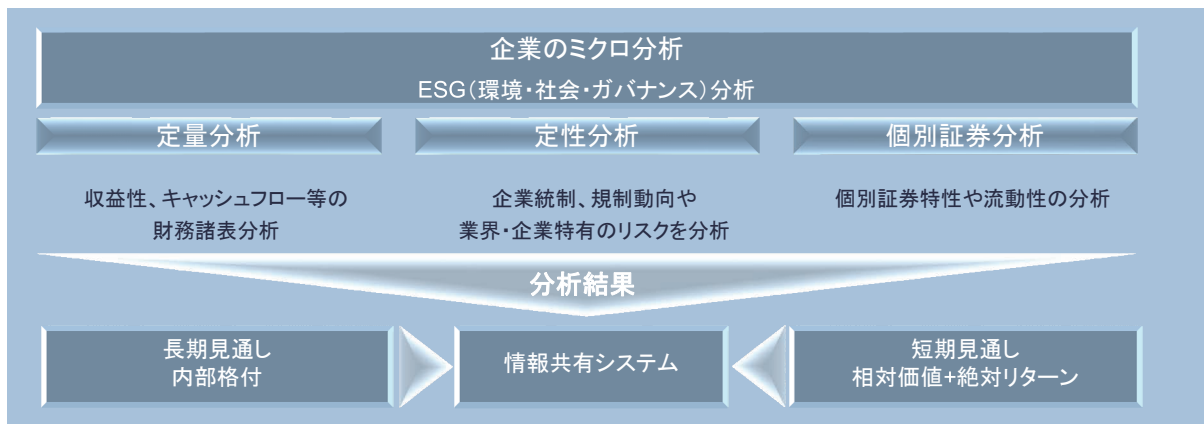 企業のミクロ分析
ESG(環境・社会・ガバナンス)分析
定量分析
収益性、キャッシュフロー等の
財務諸表分析
定性分析
企業統制、規制動向や
業界・企業特有のリスクを分析
個別証券分析
個別証券特性や流動性の分析
分析結果
長期見通し
内部格付
情報共有システム
短期見通し
相対価値+絶対リターン